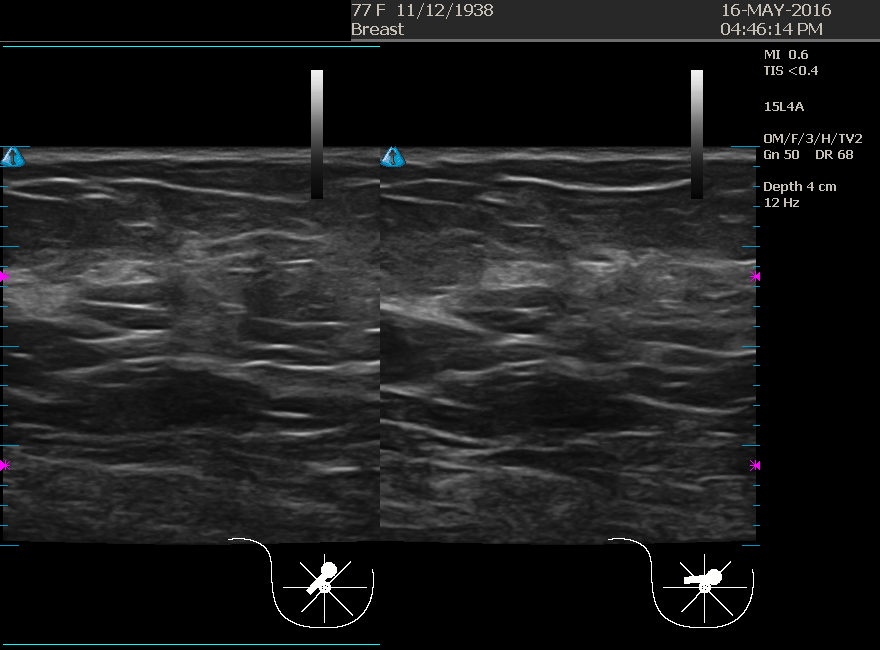 77 F 11/12/1938
16-MAY-2016
Breast
04:46:14 PM
MI 0.6
TIS <0.4
15L4A
OM/F/3/H/TV2
Gn 50 DR 68
Depth 4 cm
12 Hz